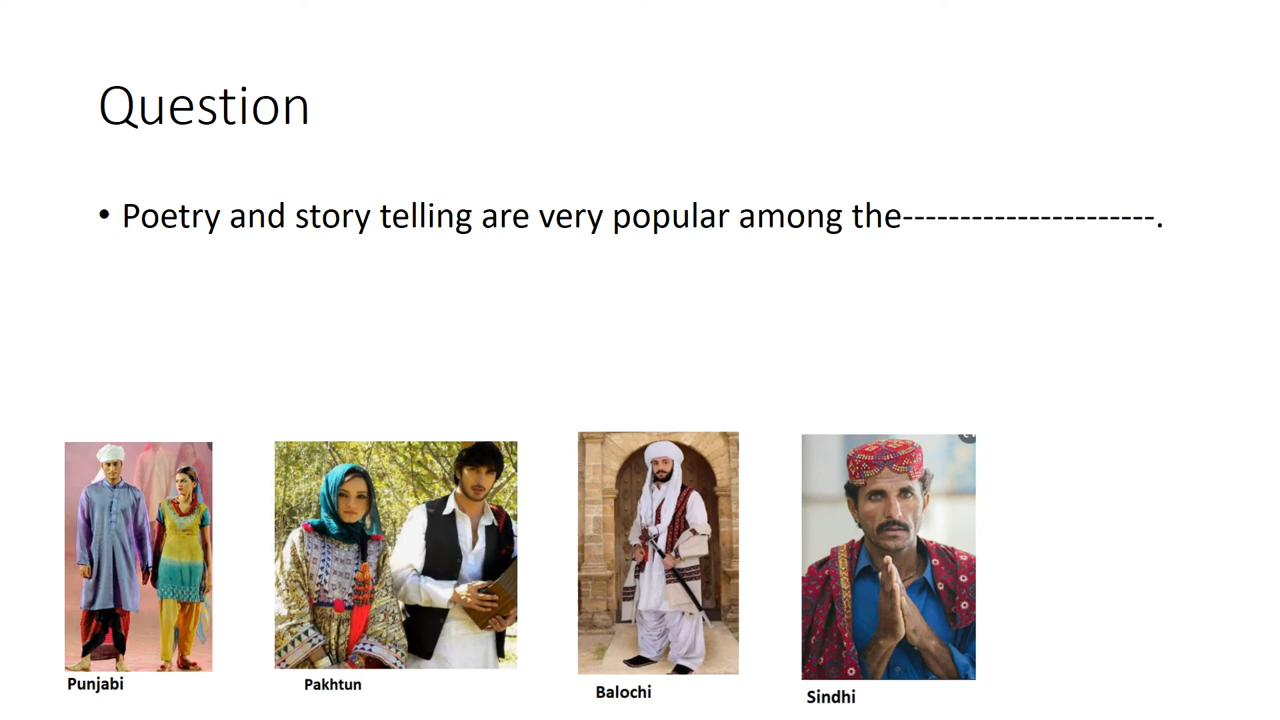 Question
• Poetry and story telling are very popular among the----------------------.
Punjabi
Pakhtun
Balochi
Sindhi